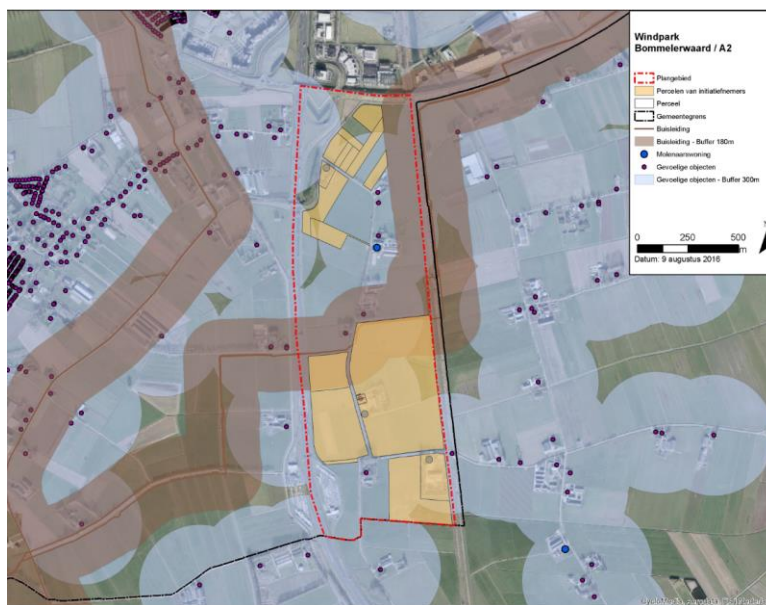 Windpark
Bommelerwaard / A2
Plangebied
Percelen van initiatiefnemers
Perceel
Gemeentegrens
Buisleiding
Buisleiding - Buffer 180m
Molenaarswoning
Gevoelige objecten
Gevoelige objecten - Buffer 300m
0 250 500
m
Datum: 9 augustus 2016